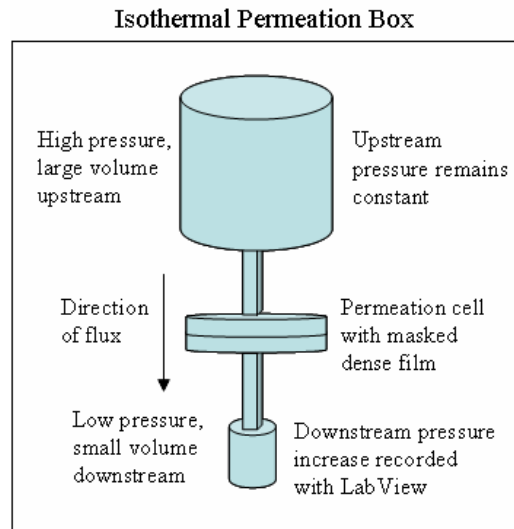 Isothermal Permeation Box
High pressure,
large volume
upstream
Upstream
pressure remains
constant
Direction
of flux
Permeation cell
with masked
dense film
Low pressure,
small volume
downstream
Downstream pressure
increase recorded
with LabView